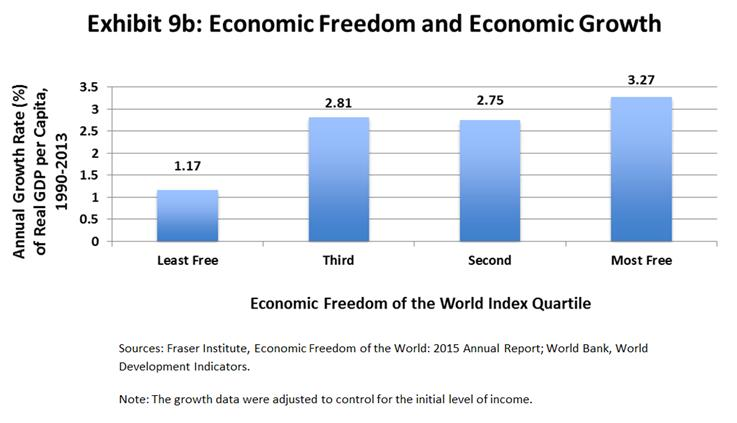 Exhibit 9b: Economic Freedom and Economic Growth
Annual Growth Rate (%)
of Real GDP per Capita,
1990-2013
3.5
3
2.5
2
1.5
1
0.5
0
1.17
2.81
2.75
3.27
Least Free
Third
Second
Most Free
Economic Freedom of the World Index Quartile
Sources: Fraser Institute, Economic Freedom of the World: 2015 Annual Report; World Bank, World
Development Indicators.
Note: The growth data were adjusted to control for the initial level of income.